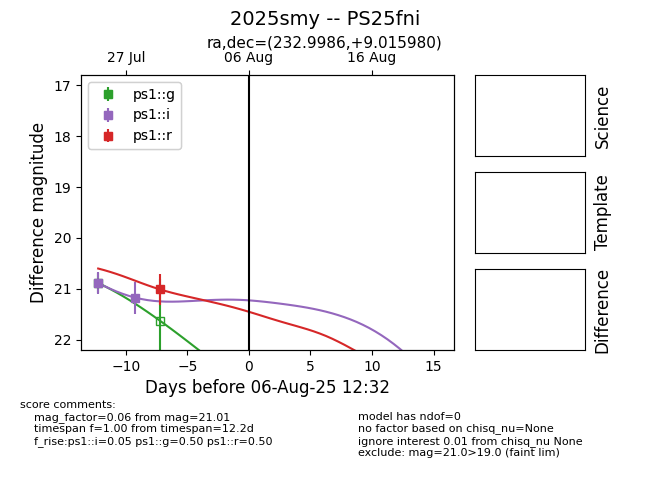 2025smy -- PS25fni
ra,dec=(232.9986,+9.015980)
27 Jul 06 Aug 16 Aug
17
18
19
20
21
22
Difference magnitude
ps1::g
ps1::i
ps1::r
−10 −5 0 5 10 15
Days before 06-Aug-25 12:32
Science
Template
Difference
score comments:
mag_factor=0.06 from mag=21.01
timespan f=1.00 from timespan=12.2d
f_rise:ps1::i=0.05 ps1::g=0.50 ps1::r=0.50
model has ndof=0
no factor based on chisq_nu=None
ignore interest 0.01 from chisq_nu None
exclude: mag=21.0>19.0 (faint lim)